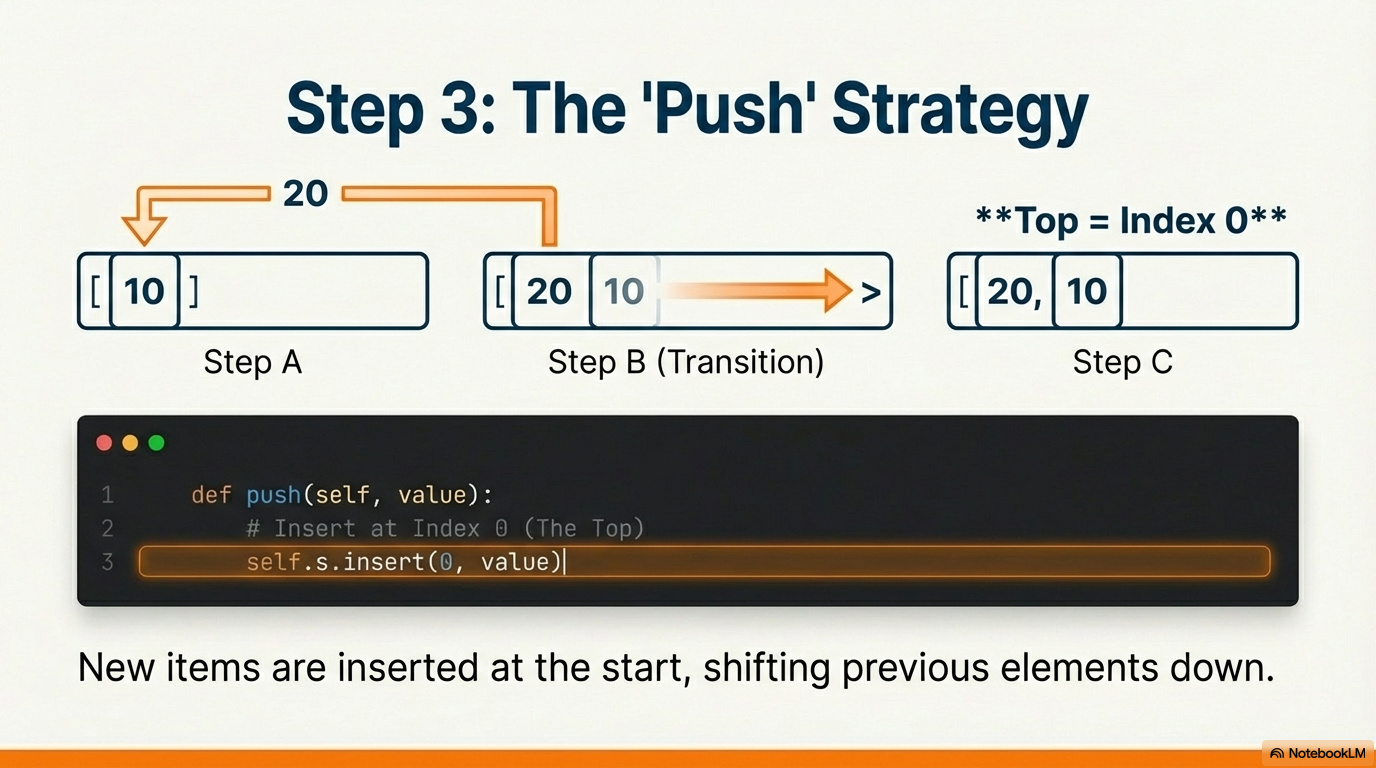 Step 3: The 'Push' Strategy
20
**Top = Index 0**
[ 10 ]
[ 20 10 >
[ 20, 10
Step A
Step B (Transition)
Step C
1 def push(self, value):
2 # Insert at Index 0 (The Top)
3 self.s.insert(0, value)
New items are inserted at the start, shifting previous elements down.
NotebookLM